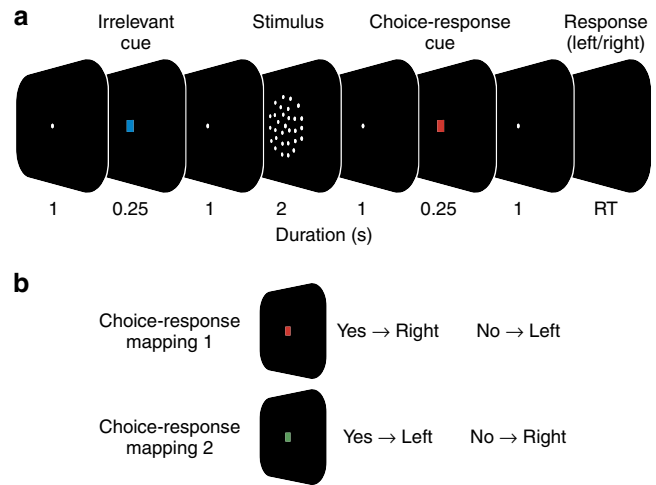 a
Irrelevant
cue
Stimulus
Choice-response
cue
Response
(left/right)
1 0.25 1 2 1 0.25 1 RT
Duration (s)
b
Choice-response
mapping 1
Yes → Right No → Left
Choice-response
mapping 2
Yes → Left No → Right